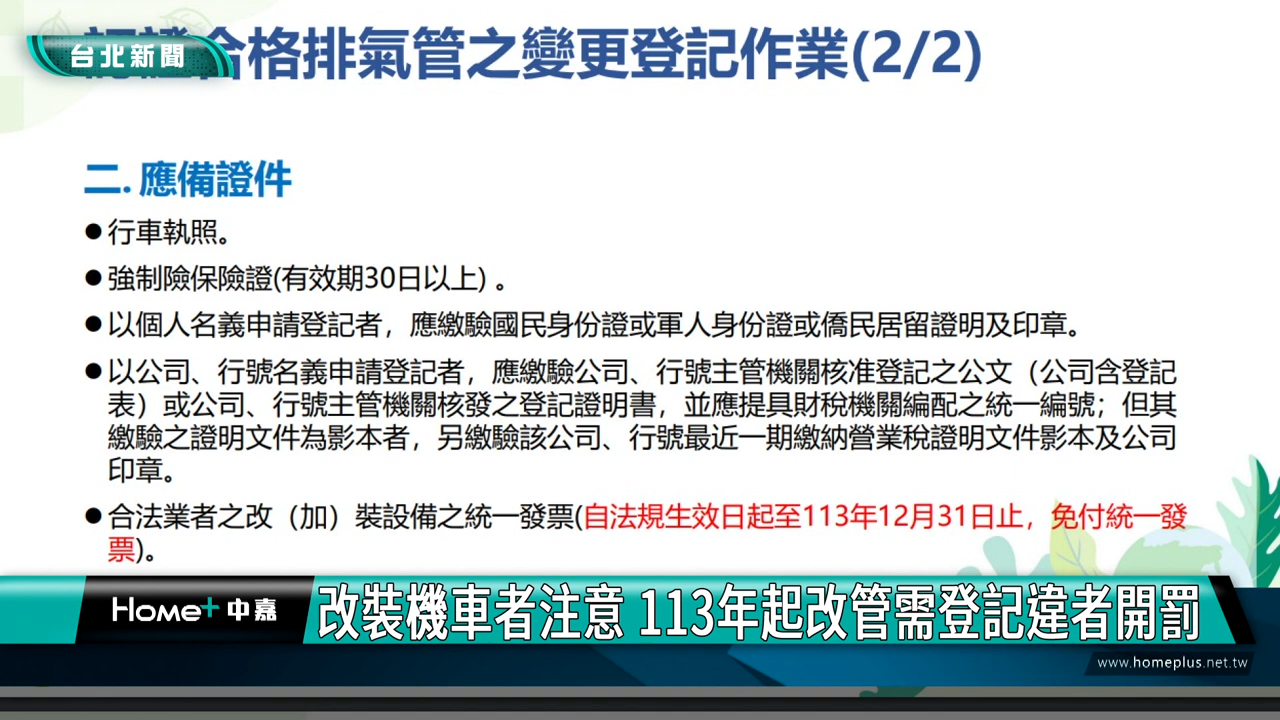 台北新聞
合格排氣管之變更登記作業(2/2)
二. 應備證件
●行車執照。
●強制險保險證(有效期30日以上) 。
●以個人名義申請登記者，應繳驗國民身份證或軍人身份證或僑民居留證明及印章。
●以公司、行號名義申請登記者，應繳驗公司、行號主管機關核准登記之公文（公司含登記
表）或公司、行號主管機關核發之登記證明書，並應提具財稅機關編配之統一編號；但其
繳驗之證明文件為影本者，另繳驗該公司、行號最近一期繳納營業稅證明文件影本及公司
印章。
●合法業者之改（加）裝設備之統一發票(自法規生效日起至113年12月31日止，免付統一發
票)。
Home+ 中嘉
改裝機車者注意 113年起改管需登記違者開罰
www.homeplus.net.tw